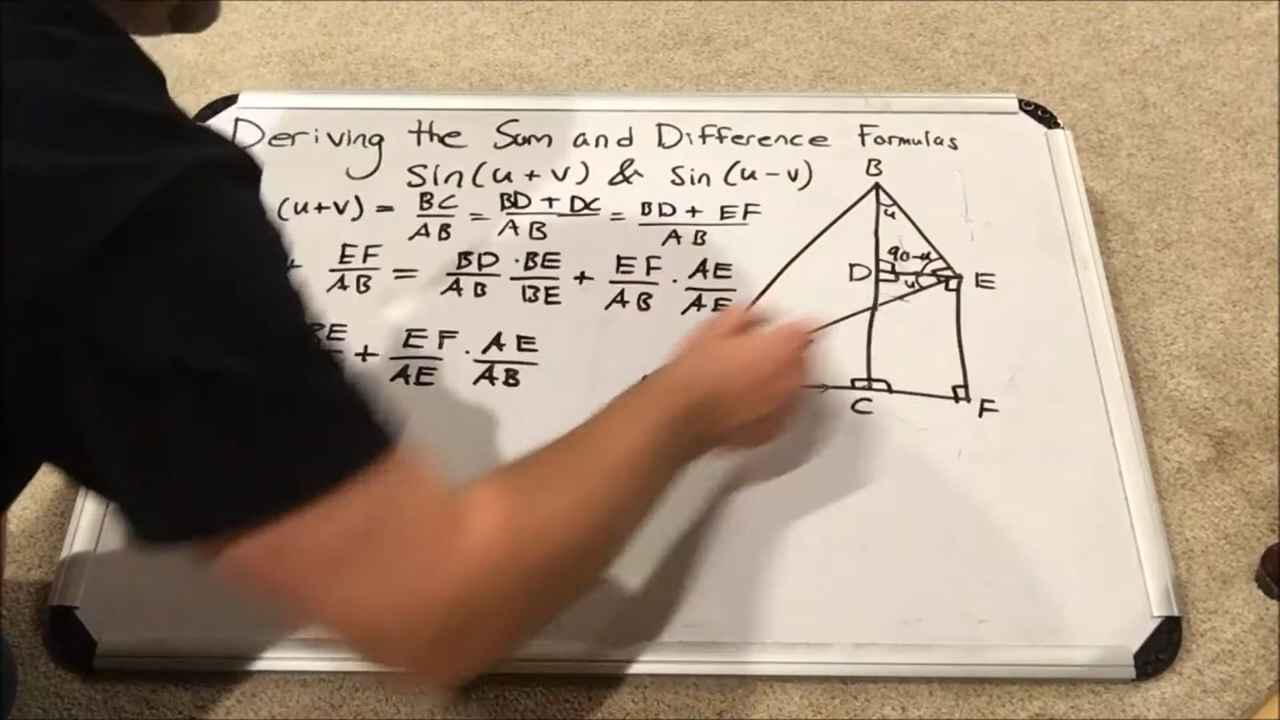 Deriving the Sum and Difference Formulas
sin(u+v) & sin(u-v)
(u+v) = BC/AB = BD + DC/AB = BD + EF/AB
+ EF/AB = BD/AB · BE/BE + EF/AB · AE/AE
BE + EF/AE · AE/AB
B
u
90-u
D
u
E
C
F